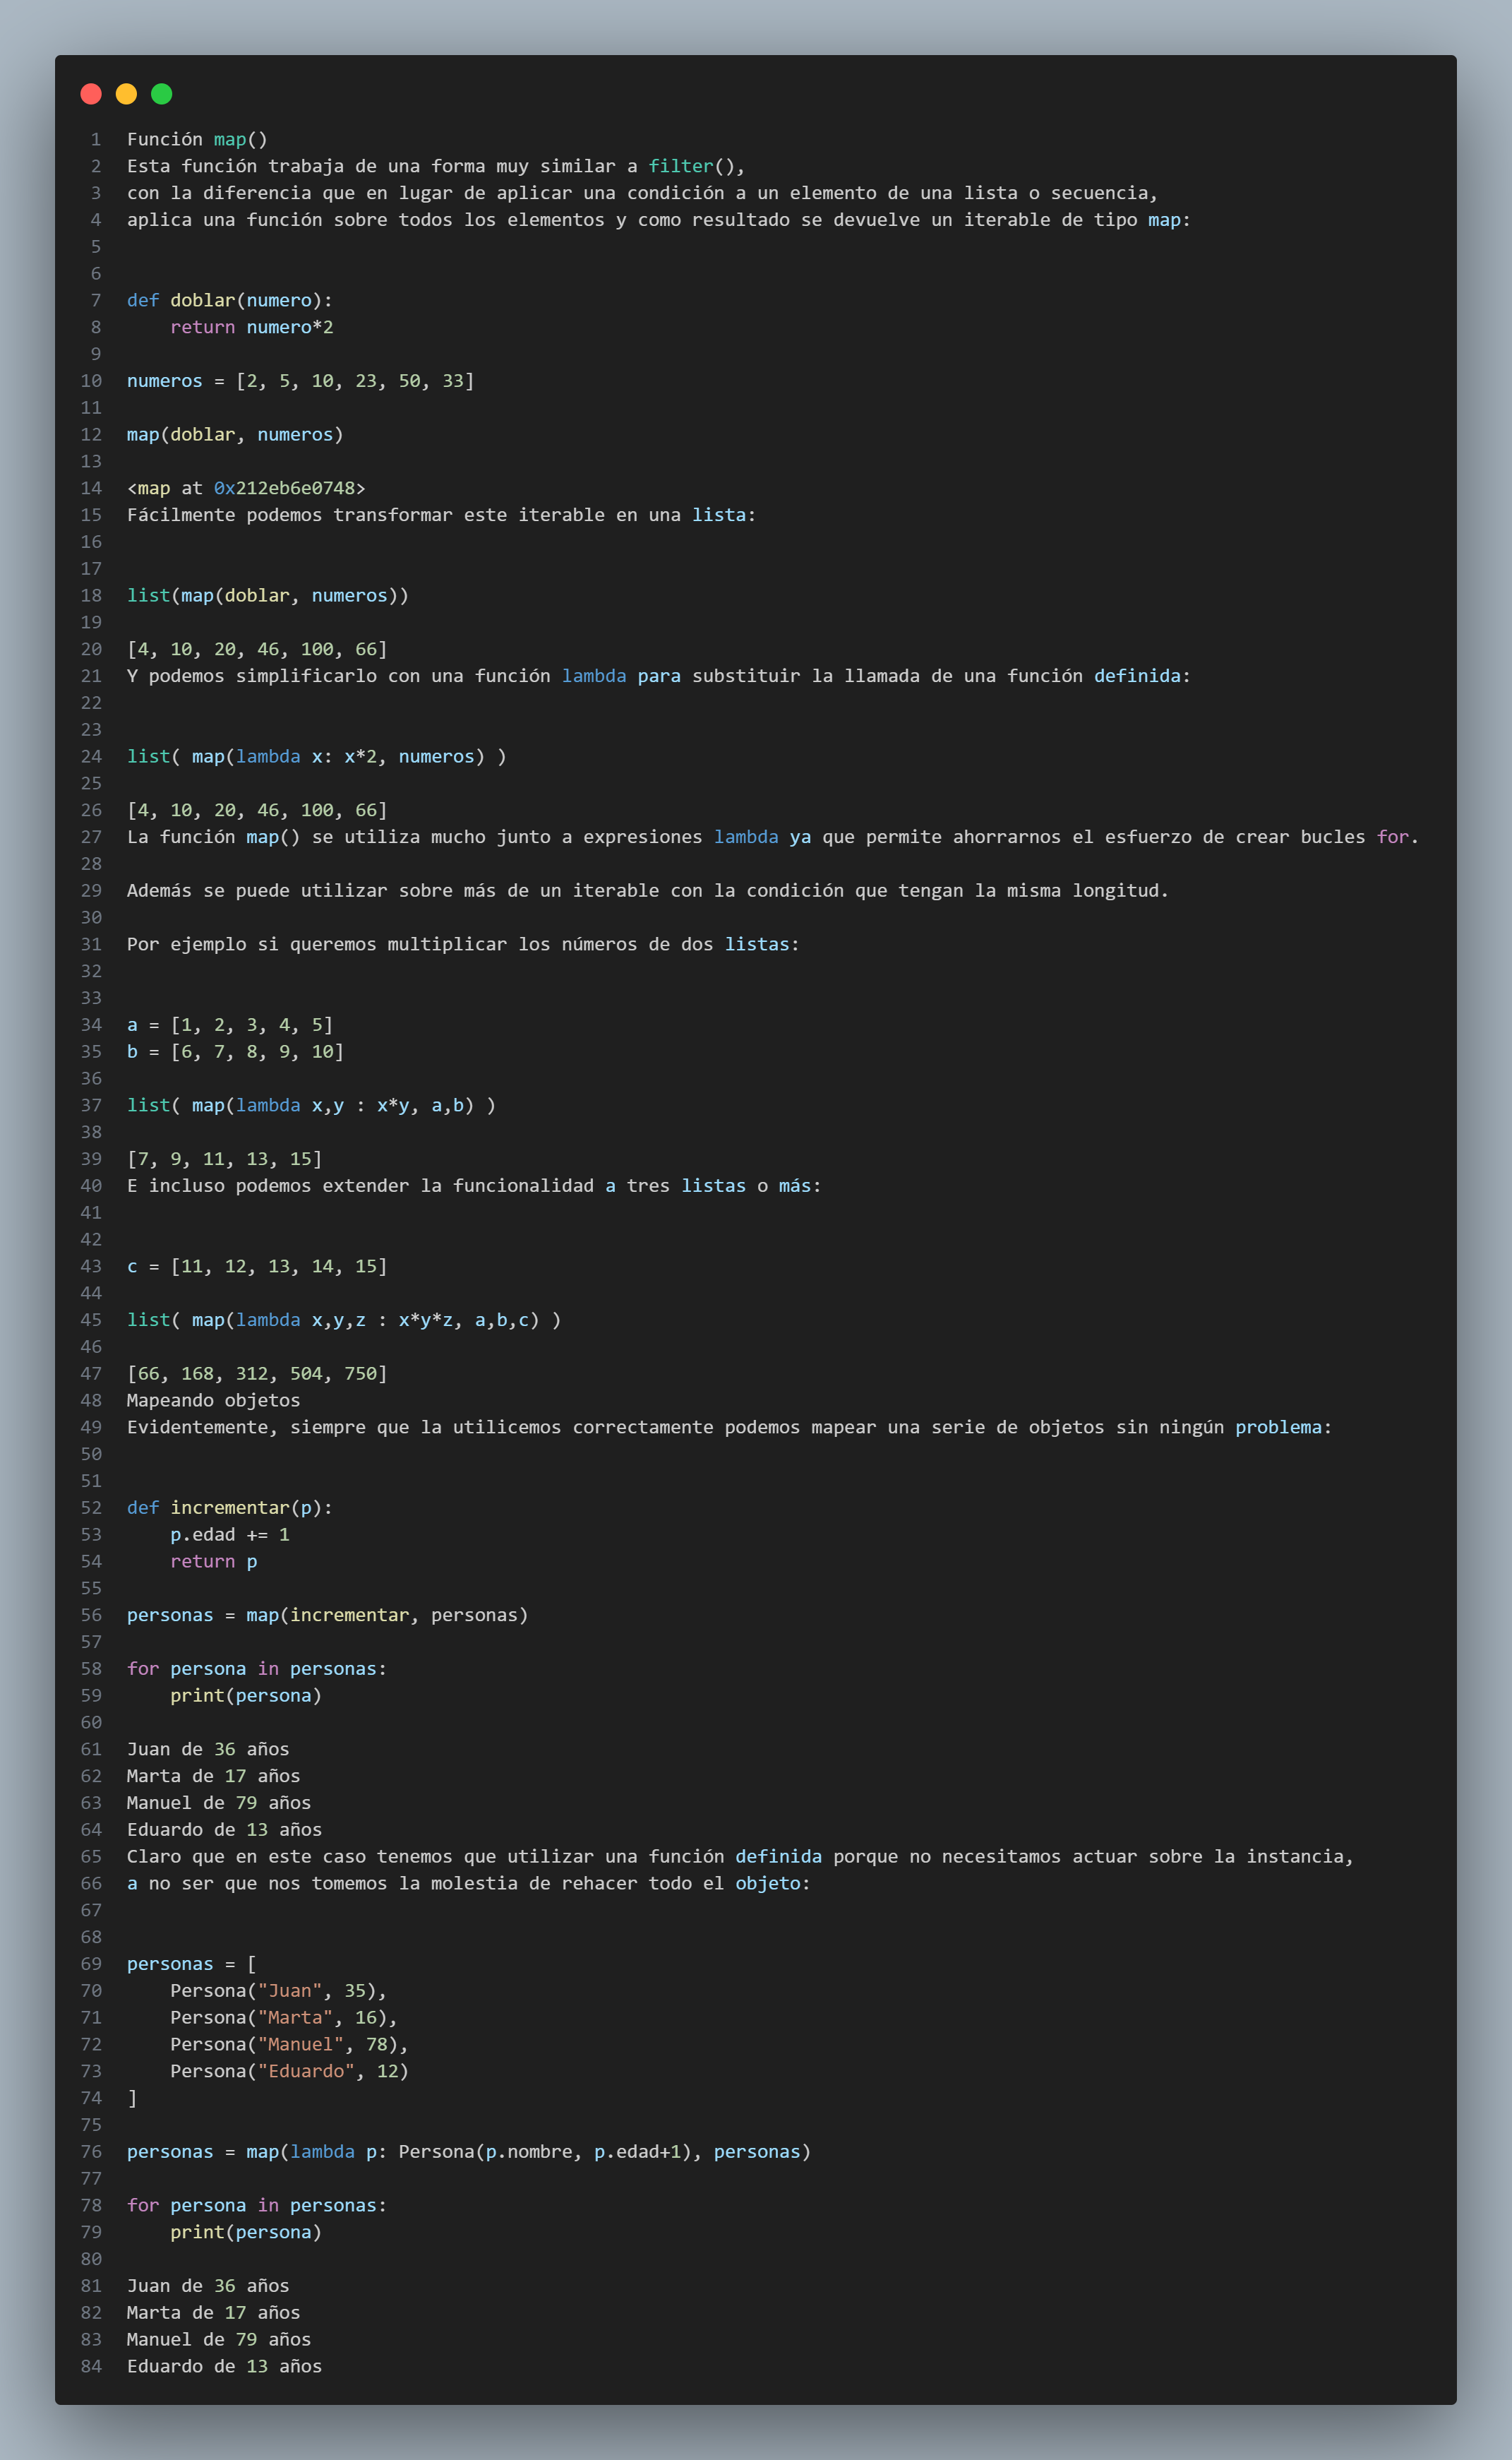 1 Función map()
2 Esta función trabaja de una forma muy similar a filter(),
3 con la diferencia que en lugar de aplicar una condición a un elemento de una lista o secuencia,
4 aplica una función sobre todos los elementos y como resultado se devuelve un iterable de tipo map:
5
6
7 def doblar(numero):
8     return numero*2
9
10 numeros = [2, 5, 10, 23, 50, 33]
11
12 map(doblar, numeros)
13
14 <map at 0x212eb6e0748>
15 Fácilmente podemos transformar este iterable en una lista:
16
17
18 list(map(doblar, numeros))
19
20 [4, 10, 20, 46, 100, 66]
21 Y podemos simplificarlo con una función lambda para substituir la llamada de una función definida:
22
23
24 list( map(lambda x: x*2, numeros) )
25
26 [4, 10, 20, 46, 100, 66]
27 La función map() se utiliza mucho junto a expresiones lambda ya que permite ahorrarnos el esfuerzo de crear bucles for.
28
29 Además se puede utilizar sobre más de un iterable con la condición que tengan la misma longitud.
30
31 Por ejemplo si queremos multiplicar los números de dos listas:
32
33
34 a = [1, 2, 3, 4, 5]
35 b = [6, 7, 8, 9, 10]
36
37 list( map(lambda x,y : x*y, a,b) )
38
39 [7, 9, 11, 13, 15]
40 E incluso podemos extender la funcionalidad a tres listas o más:
41
42
43 c = [11, 12, 13, 14, 15]
44
45 list( map(lambda x,y,z : x*y*z, a,b,c) )
46
47 [66, 168, 312, 504, 750]
48 Mapeando objetos
49 Evidentemente, siempre que la utilicemos correctamente podemos mapear una serie de objetos sin ningún problema:
50
51
52 def incrementar(p):
53     p.edad += 1
54     return p
55
56 personas = map(incrementar, personas)
57
58 for persona in personas:
59     print(persona)
60
61 Juan de 36 años
62 Marta de 17 años
63 Manuel de 79 años
64 Eduardo de 13 años
65 Claro que en este caso tenemos que utilizar una función definida porque no necesitamos actuar sobre la instancia,
66 a no ser que nos tomemos la molestia de rehacer todo el objeto:
67
68
69 personas = [
70     Persona("Juan", 35),
71     Persona("Marta", 16),
72     Persona("Manuel", 78),
73     Persona("Eduardo", 12)
74 ]
75
76 personas = map(lambda p: Persona(p.nombre, p.edad+1), personas)
77
78 for persona in personas:
79     print(persona)
80
81 Juan de 36 años
82 Marta de 17 años
83 Manuel de 79 años
84 Eduardo de 13 años